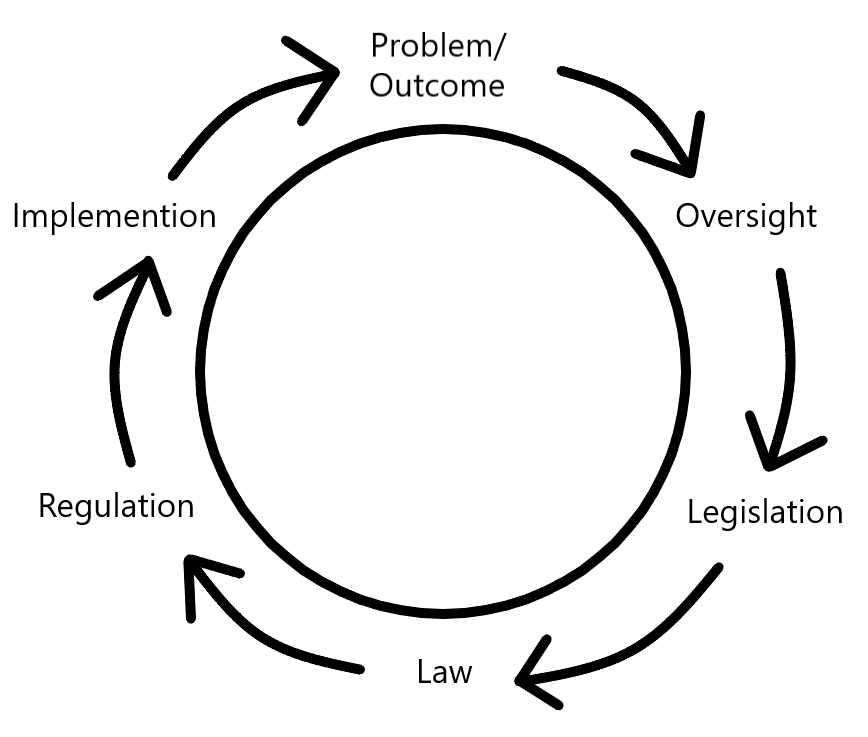 Problem/
Outcome
Oversight
Legislation
Law
Regulation
Implemention